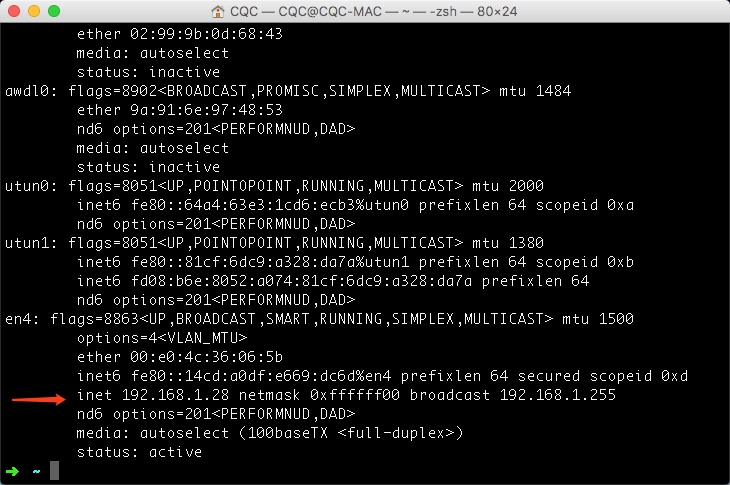 CQC — CQC@CQC-MAC — ~ — -zsh — 80×24
ether 02:99:9b:0d:68:43
media: autoselect
status: inactive
awdl0: flags=8902<BROADCAST,PROMISC,SIMPLEX,MULTICAST> mtu 1484
ether 9a:91:6e:97:48:53
nd6 options=201<PERFORMNUD,DAD>
media: autoselect
status: inactive
utun0: flags=8051<UP,POINTOPOINT,RUNNING,MULTICAST> mtu 2000
inet6 fe80::64a4:63e3:1cd6:ecb3%utun0 prefixlen 64 scopeid 0xa
nd6 options=201<PERFORMNUD,DAD>
utun1: flags=8051<UP,POINTOPOINT,RUNNING,MULTICAST> mtu 1380
inet6 fe80::81cf:6dc9:a328:da7a%utun1 prefixlen 64 scopeid 0xb
inet6 fd08:b6e:8052:a074:81cf:6dc9:a328:da7a prefixlen 64
nd6 options=201<PERFORMNUD,DAD>
en4: flags=8863<UP,BROADCAST,SMART,RUNNING,SIMPLEX,MULTICAST> mtu 1500
options=4<VLAN_MTU>
ether 00:e0:4c:36:06:5b
inet6 fe80::14cd:a0df:e669:dc6d%en4 prefixlen 64 secured scopeid 0xd
inet 192.168.1.28 netmask 0xffffff00 broadcast 192.168.1.255
nd6 options=201<PERFORMNUD,DAD>
media: autoselect (100baseTX <full-duplex>)
status: active
➜ ~